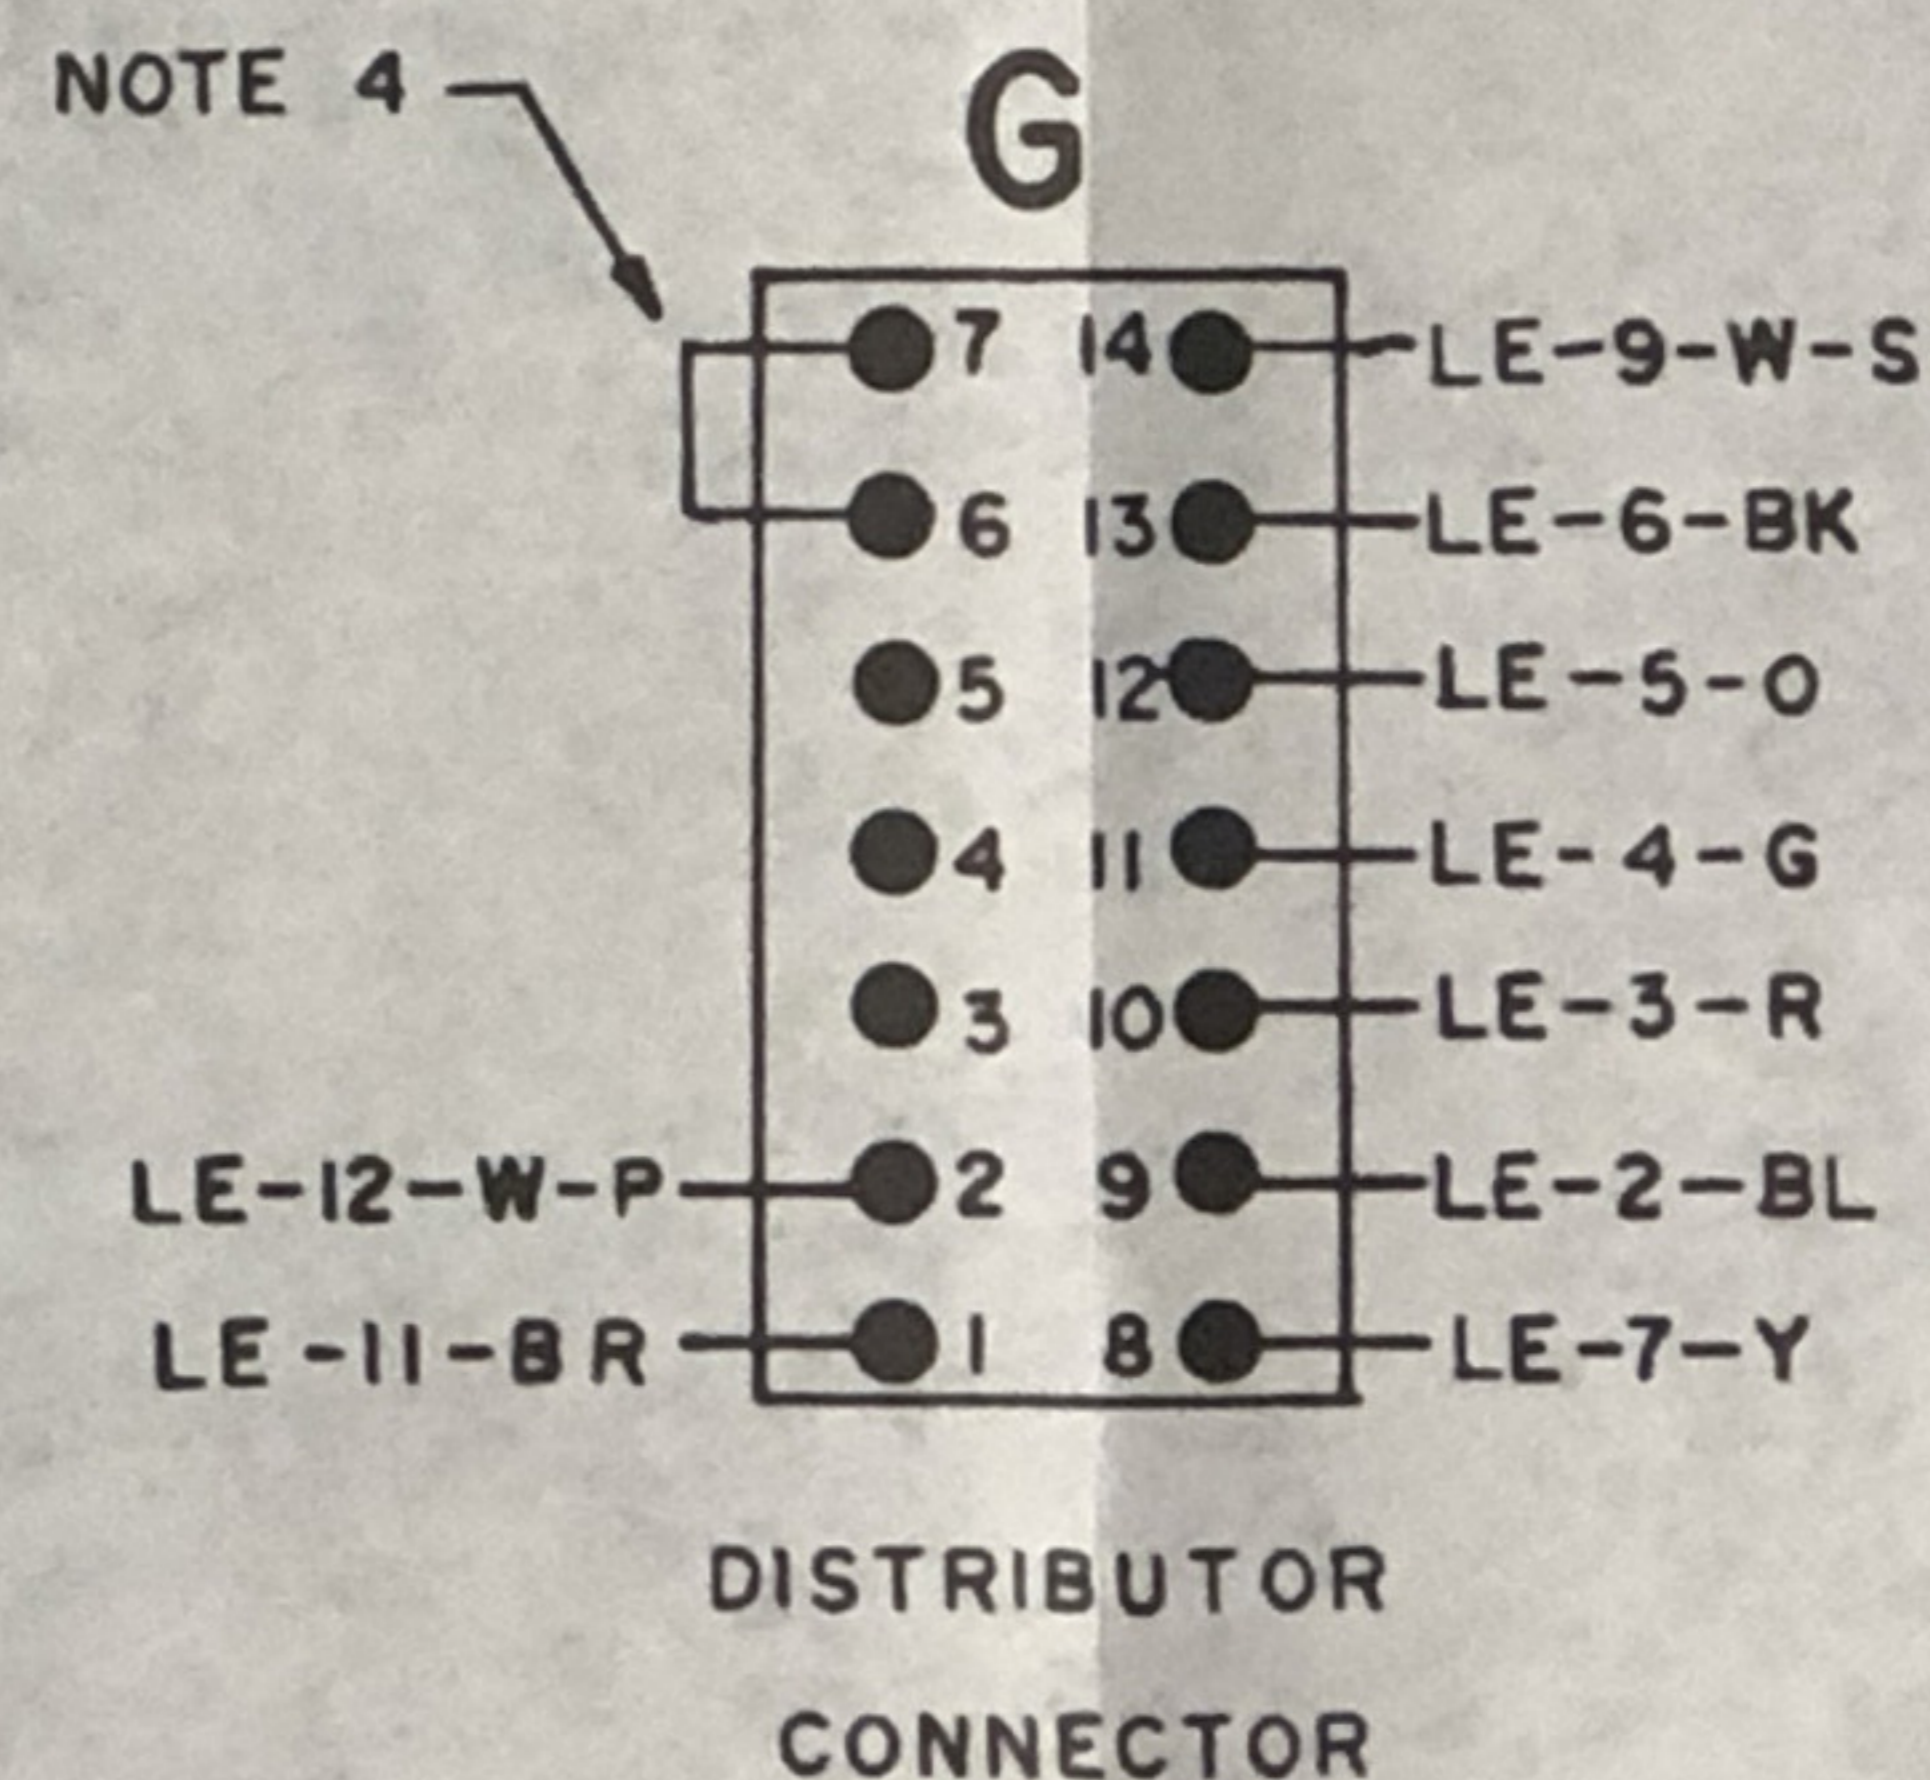 NOTE 4
G
7 14 LE-9-W-S
6 13 LE-6-BK
5 12 LE-5-O
4 11 LE-4-G
3 10 LE-3-R
LE-12-W-P 2 9 LE-2-BL
LE-11-BR 1 8 LE-7-Y
DISTRIBUTOR
CONNECTOR